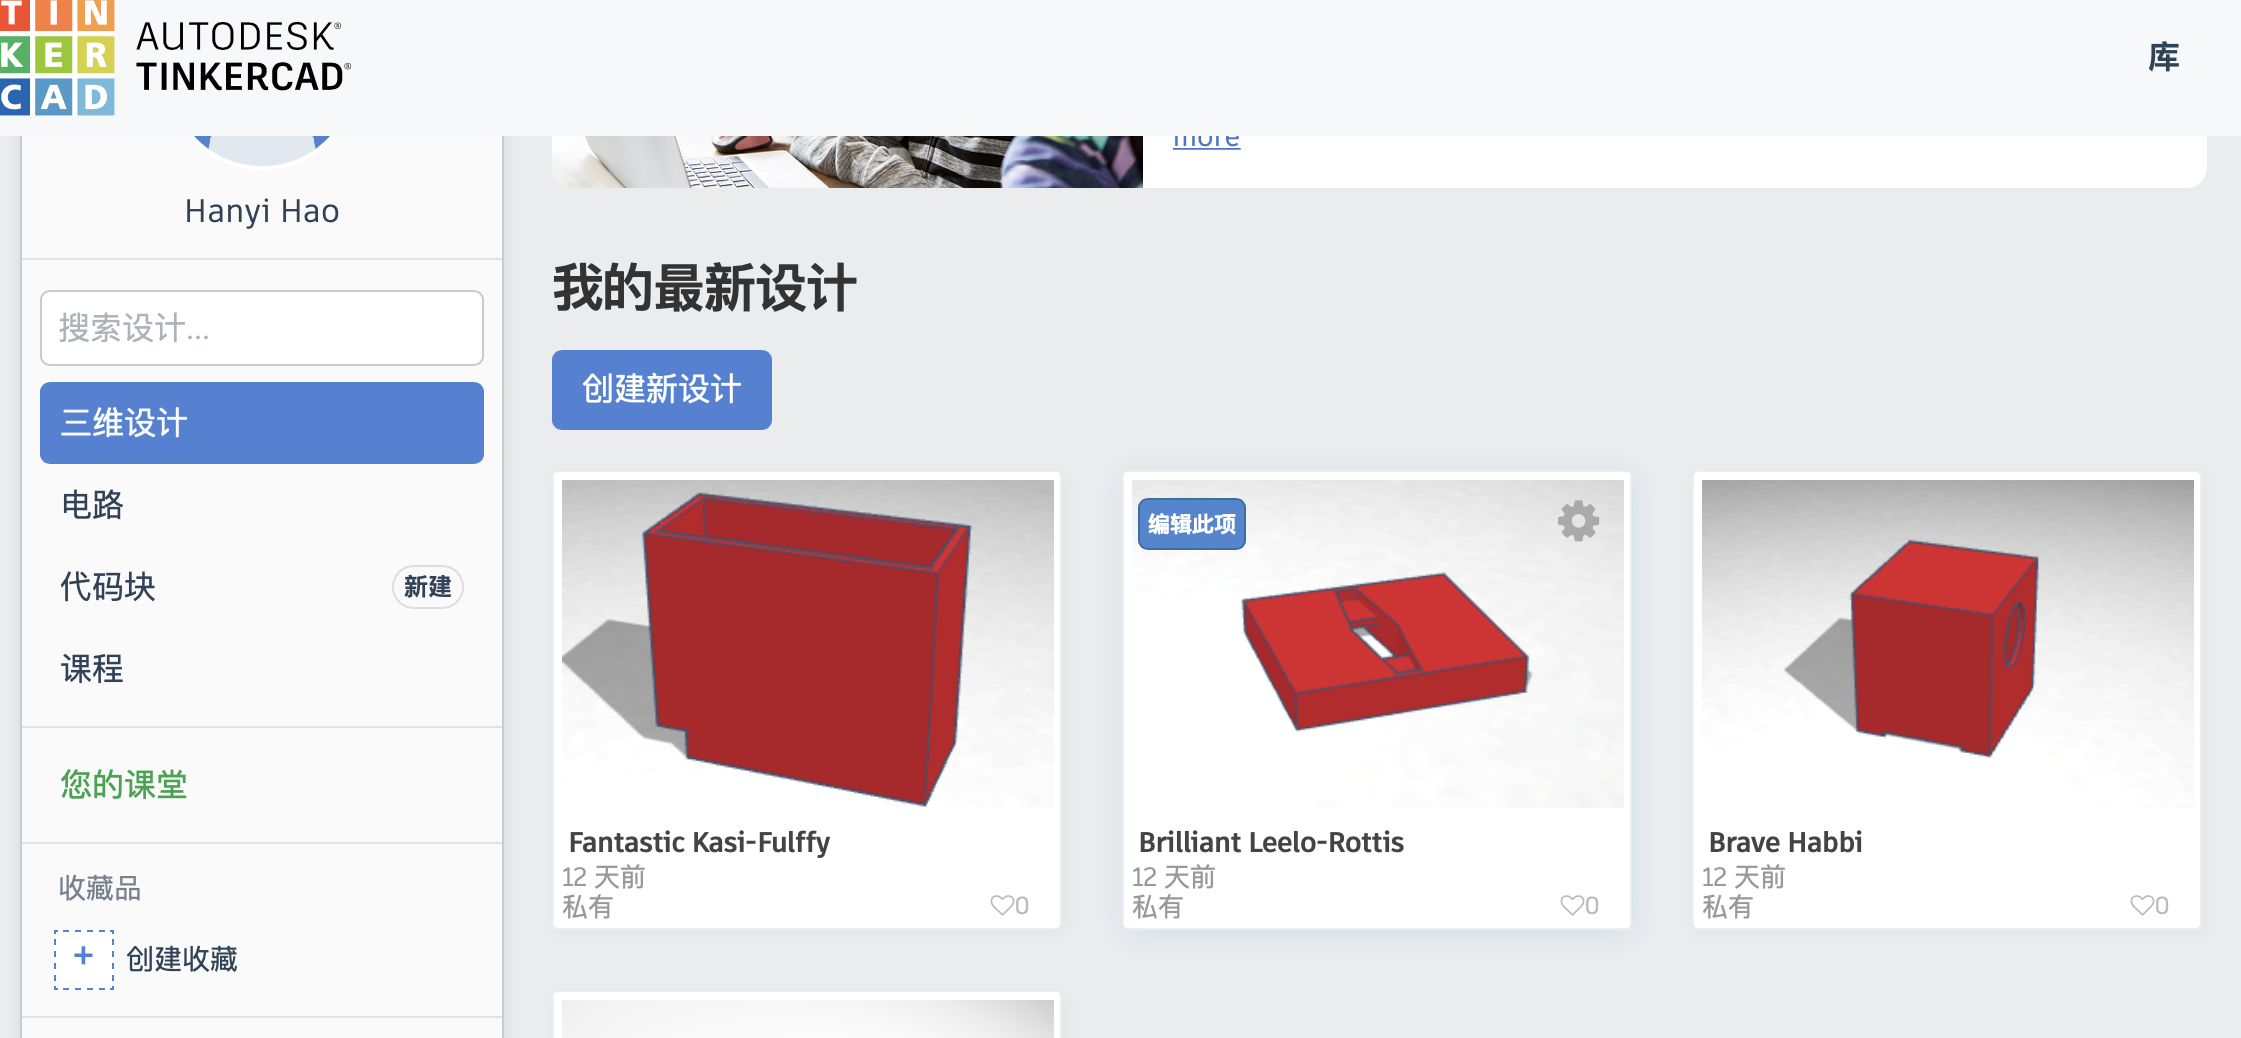 TIN
KER
CAD
AUTODESK®
TINKERCAD®
库
Hanyi Hao
搜索设计...
三维设计
电路
代码块
新建
课程
您的课堂
收藏品
+ 创建收藏
more
我的最新设计
创建新设计
Fantastic Kasi-Fulffy
12 天前
私有
0
编辑此项
Brilliant Leelo-Rottis
12 天前
私有
0
Brave Habbi
12 天前
私有
0